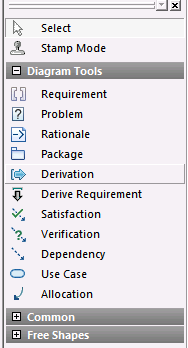 Select
Stamp Mode
Diagram Tools
Requirement
Problem
Rationale
Package
Derivation
Derive Requirement
Satisfaction
Verification
Dependency
Use Case
Allocation
Common
Free Shapes